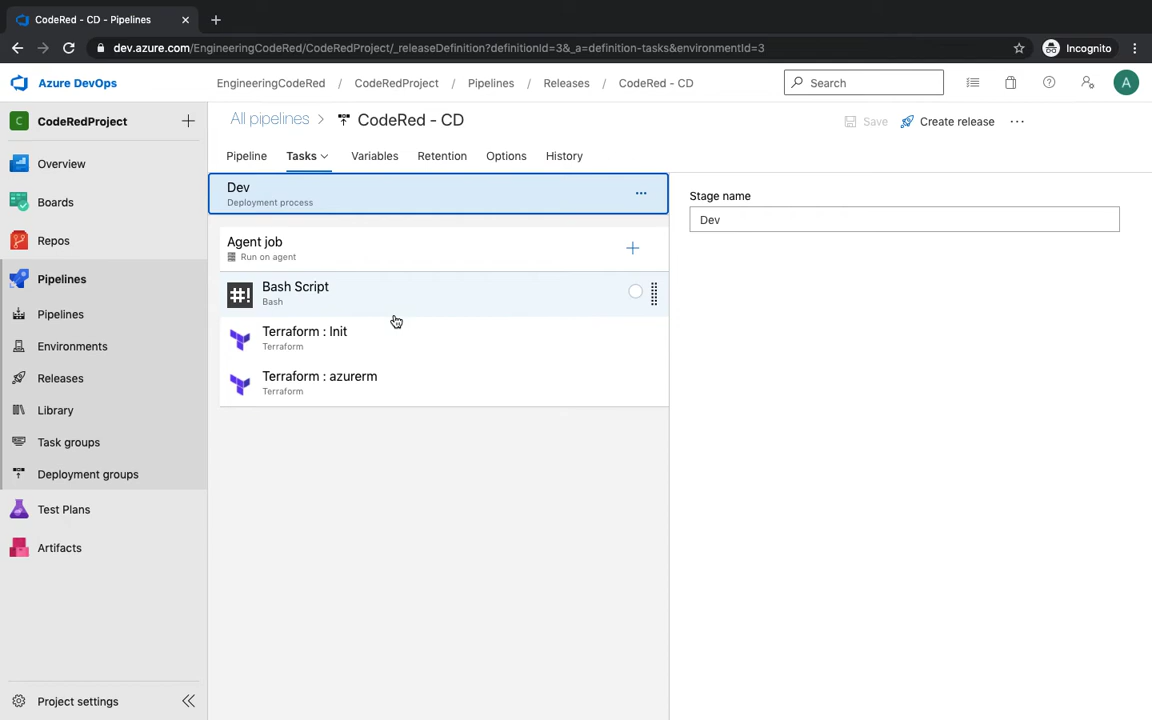 CodeRed - CD - Pipelines
dev.azure.com/EngineeringCodeRed/CodeRedProject/_releaseDefinition?definitionId=3&_a=definition-tasks&environmentId=3
Incognito
Azure DevOps
EngineeringCodeRed / CodeRedProject / Pipelines / Releases / CodeRed - CD
Search
A
C CodeRedProject
All pipelines > CodeRed - CD
Save
Create release
Pipeline Tasks Variables Retention Options History
Overview
Boards
Repos
Pipelines
Pipelines
Environments
Releases
Library
Task groups
Deployment groups
Test Plans
Artifacts
Project settings
Dev
Deployment process
Agent job
Run on agent
#! Bash Script
Bash
Terraform : Init
Terraform
Terraform : azurerm
Terraform
Stage name
Dev